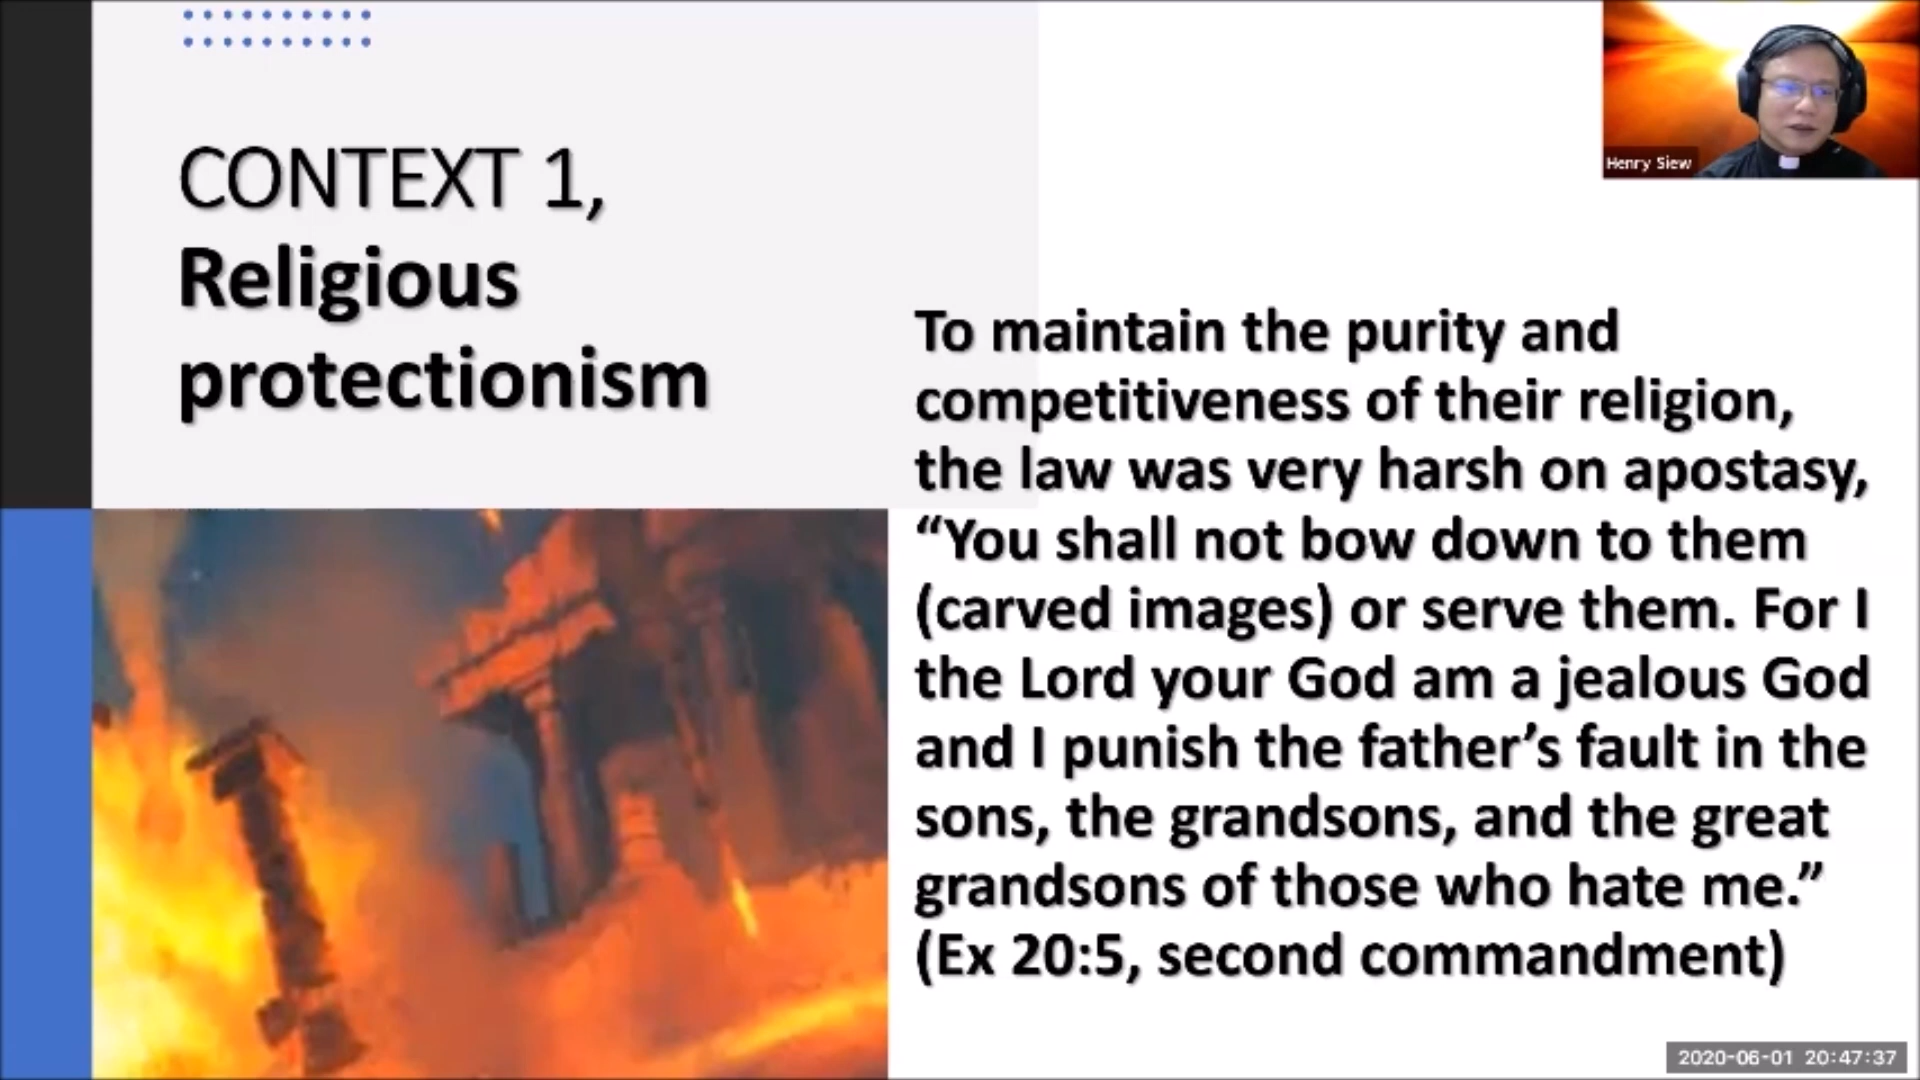 CONTEXT 1,
Religious
protectionism
Henry Siew
To maintain the purity and
competitiveness of their religion,
the law was very harsh on apostasy,
“You shall not bow down to them
(carved images) or serve them. For I
the Lord your God am a jealous God
and I punish the father’s fault in the
sons, the grandsons, and the great
grandsons of those who hate me.”
(Ex 20:5, second commandment)
2020-06-01 20:47:37